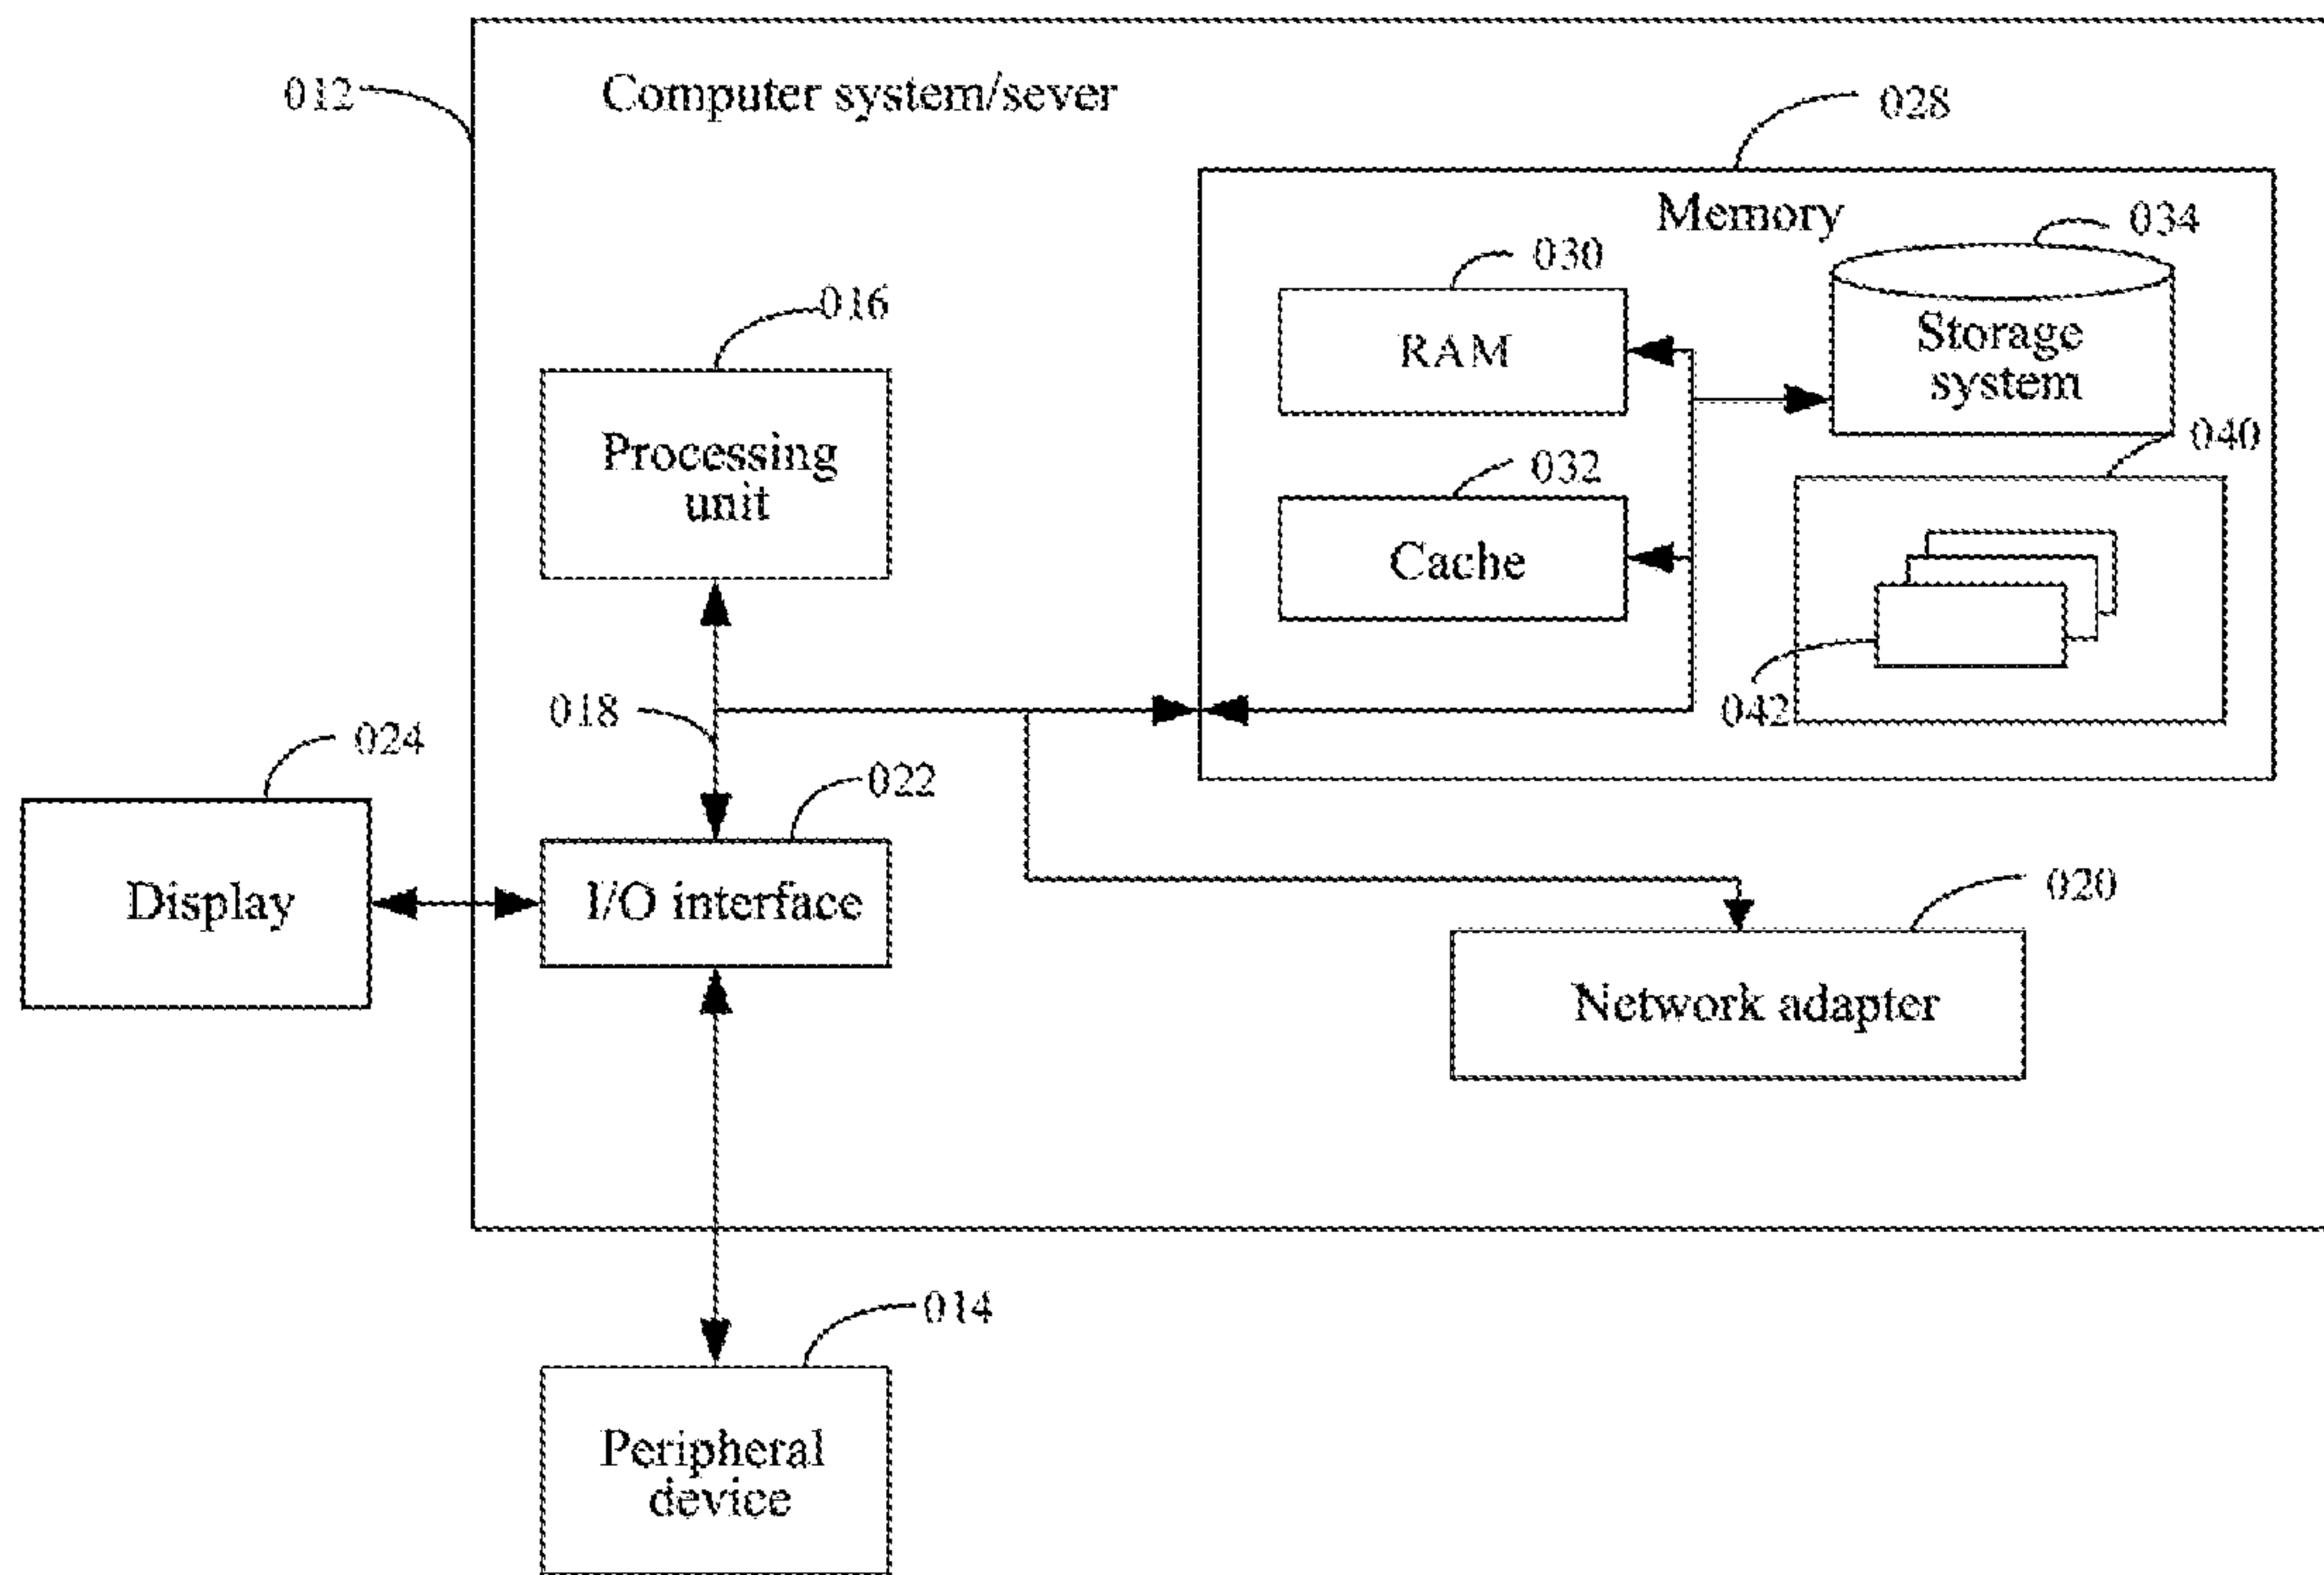 012
Computer system/sever
028
Memory
034
030
016
RAM
Storage
system
040
Processing
unit
032
Cache
018
042
024
022
Display
I/O interface
020
Network adapter
014
Peripheral
device